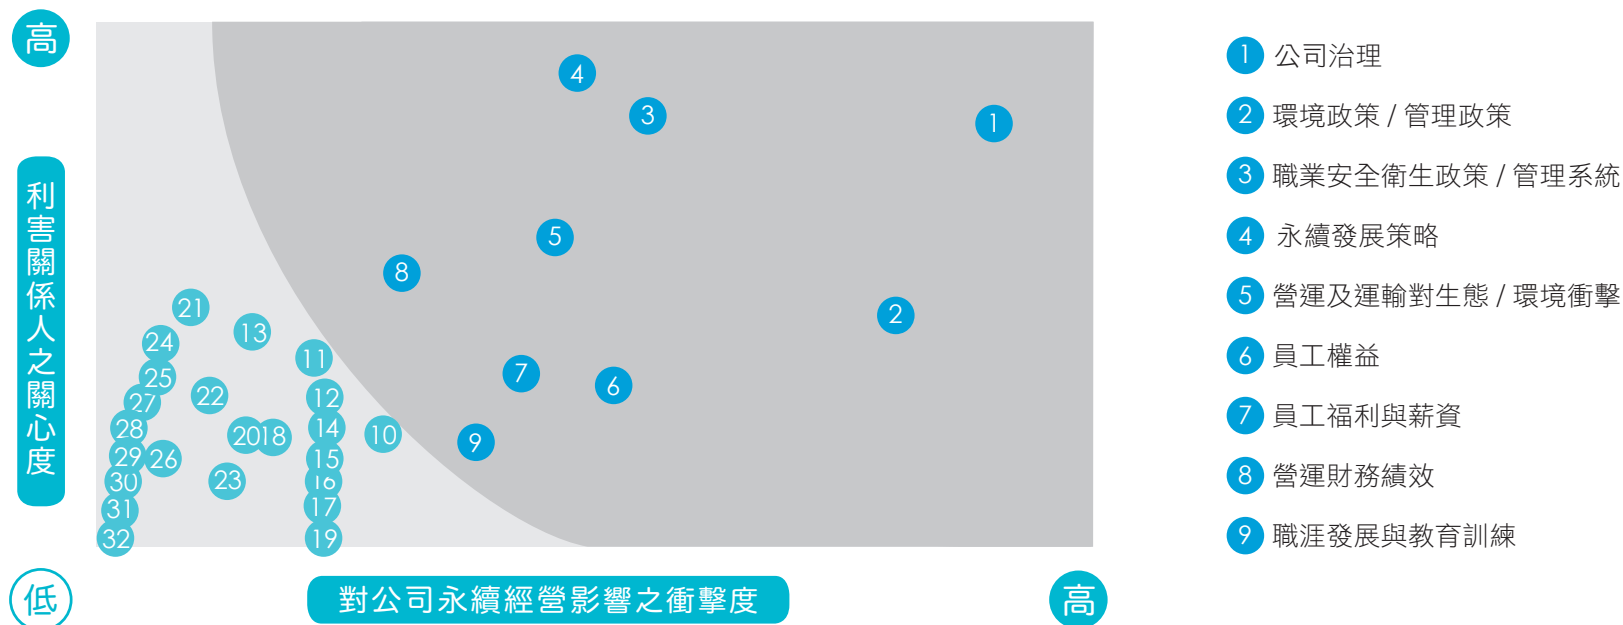 高
利害關係人之關心度
低
對公司永續經營影響之衝擊度
高
4
3
1
5
8
2
21
13
24
11
25
7
6
22
27
12
28
20
18
14
10
9
29
26
15
30
23
16
31
17
32
19
1 公司治理
2 環境政策 / 管理政策
3 職業安全衛生政策 / 管理系統
4 永續發展策略
5 營運及運輸對生態 / 環境衝擊
6 員工權益
7 員工福利與薪資
8 營運財務績效
9 職涯發展與教育訓練